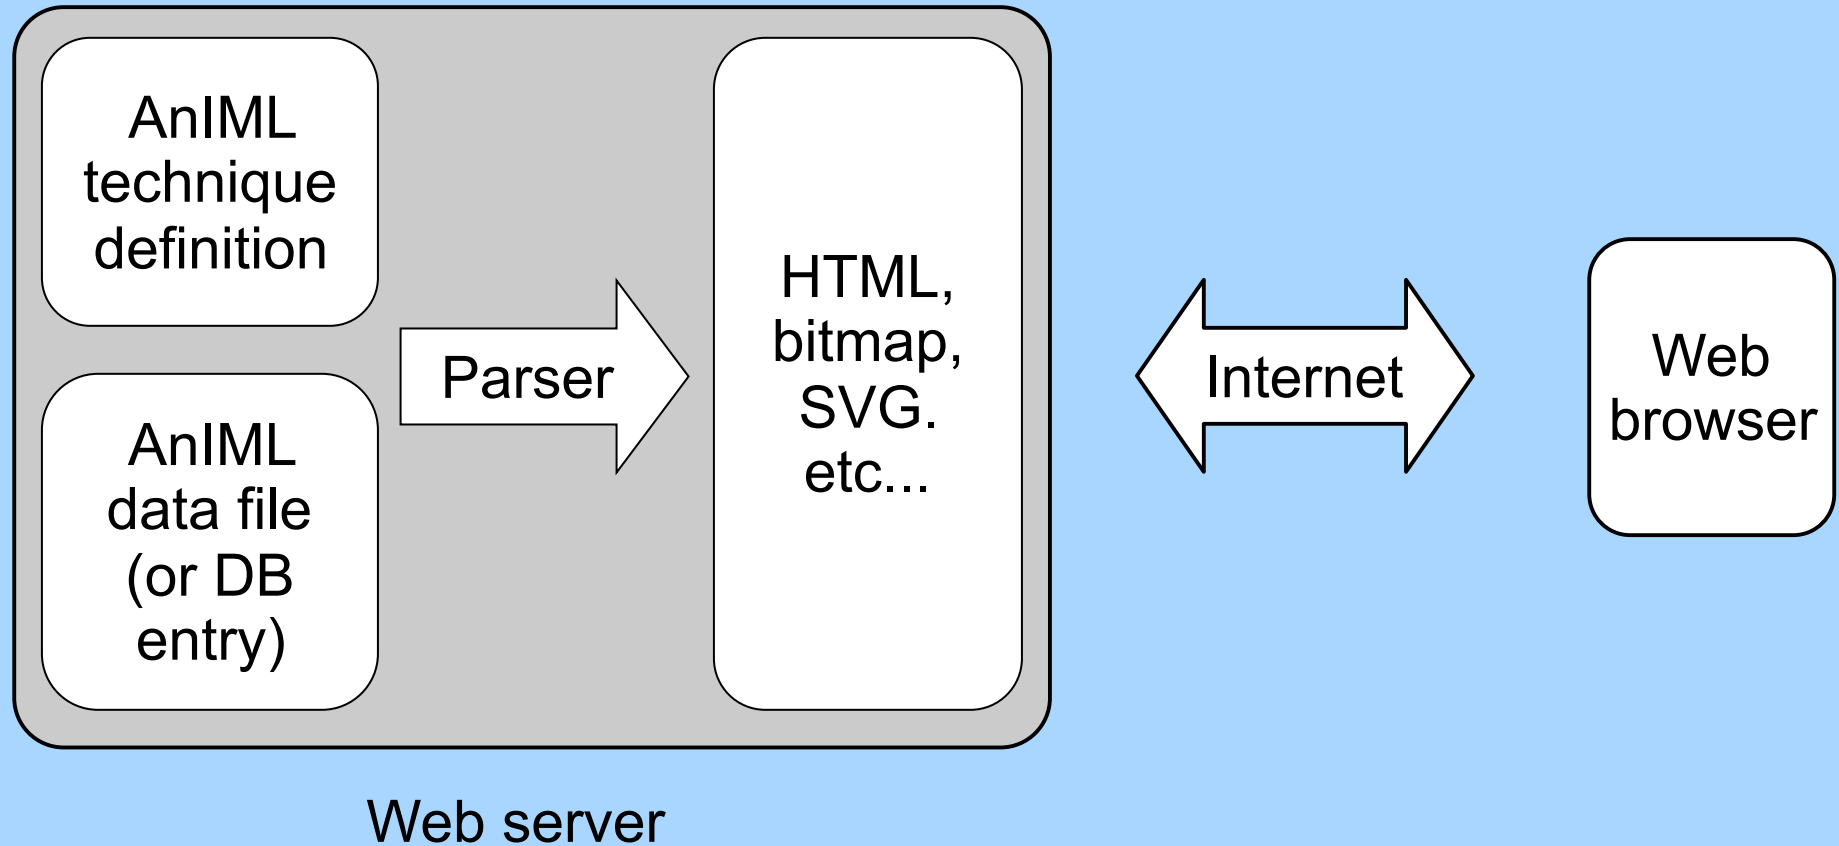 AnIML
technique
definition
AnIML
data file
(or DB
entry)
Parser
HTML,
bitmap,
SVG.
etc...
Internet
Web
browser
Web server